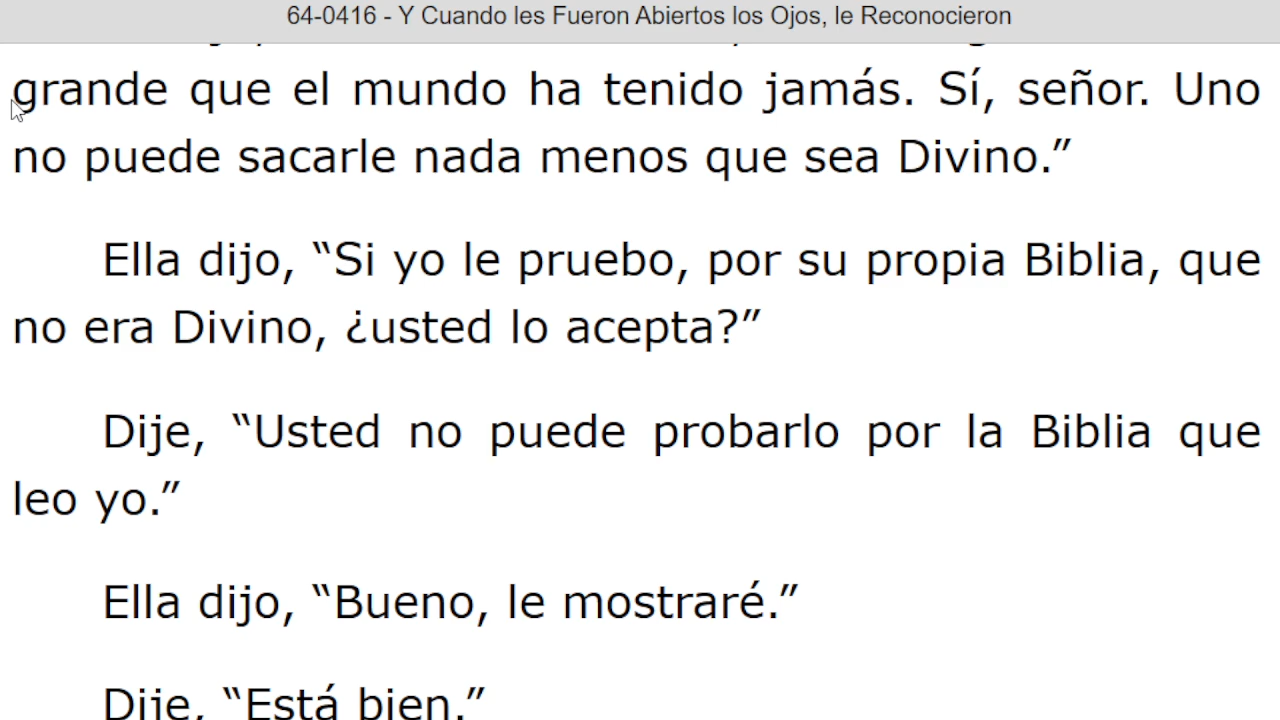 64-0416 - Y Cuando les Fueron Abiertos los Ojos, le Reconocieron
grande que el mundo ha tenido jamás. Sí, señor. Uno
no puede sacarle nada menos que sea Divino.”
Ella dijo, “Si yo le pruebo, por su propia Biblia, que
no era Divino, ¿usted lo acepta?”
Dije, “Usted no puede probarlo por la Biblia que
leo yo.”
Ella dijo, “Bueno, le mostraré.”
Dije, “Está bien.”